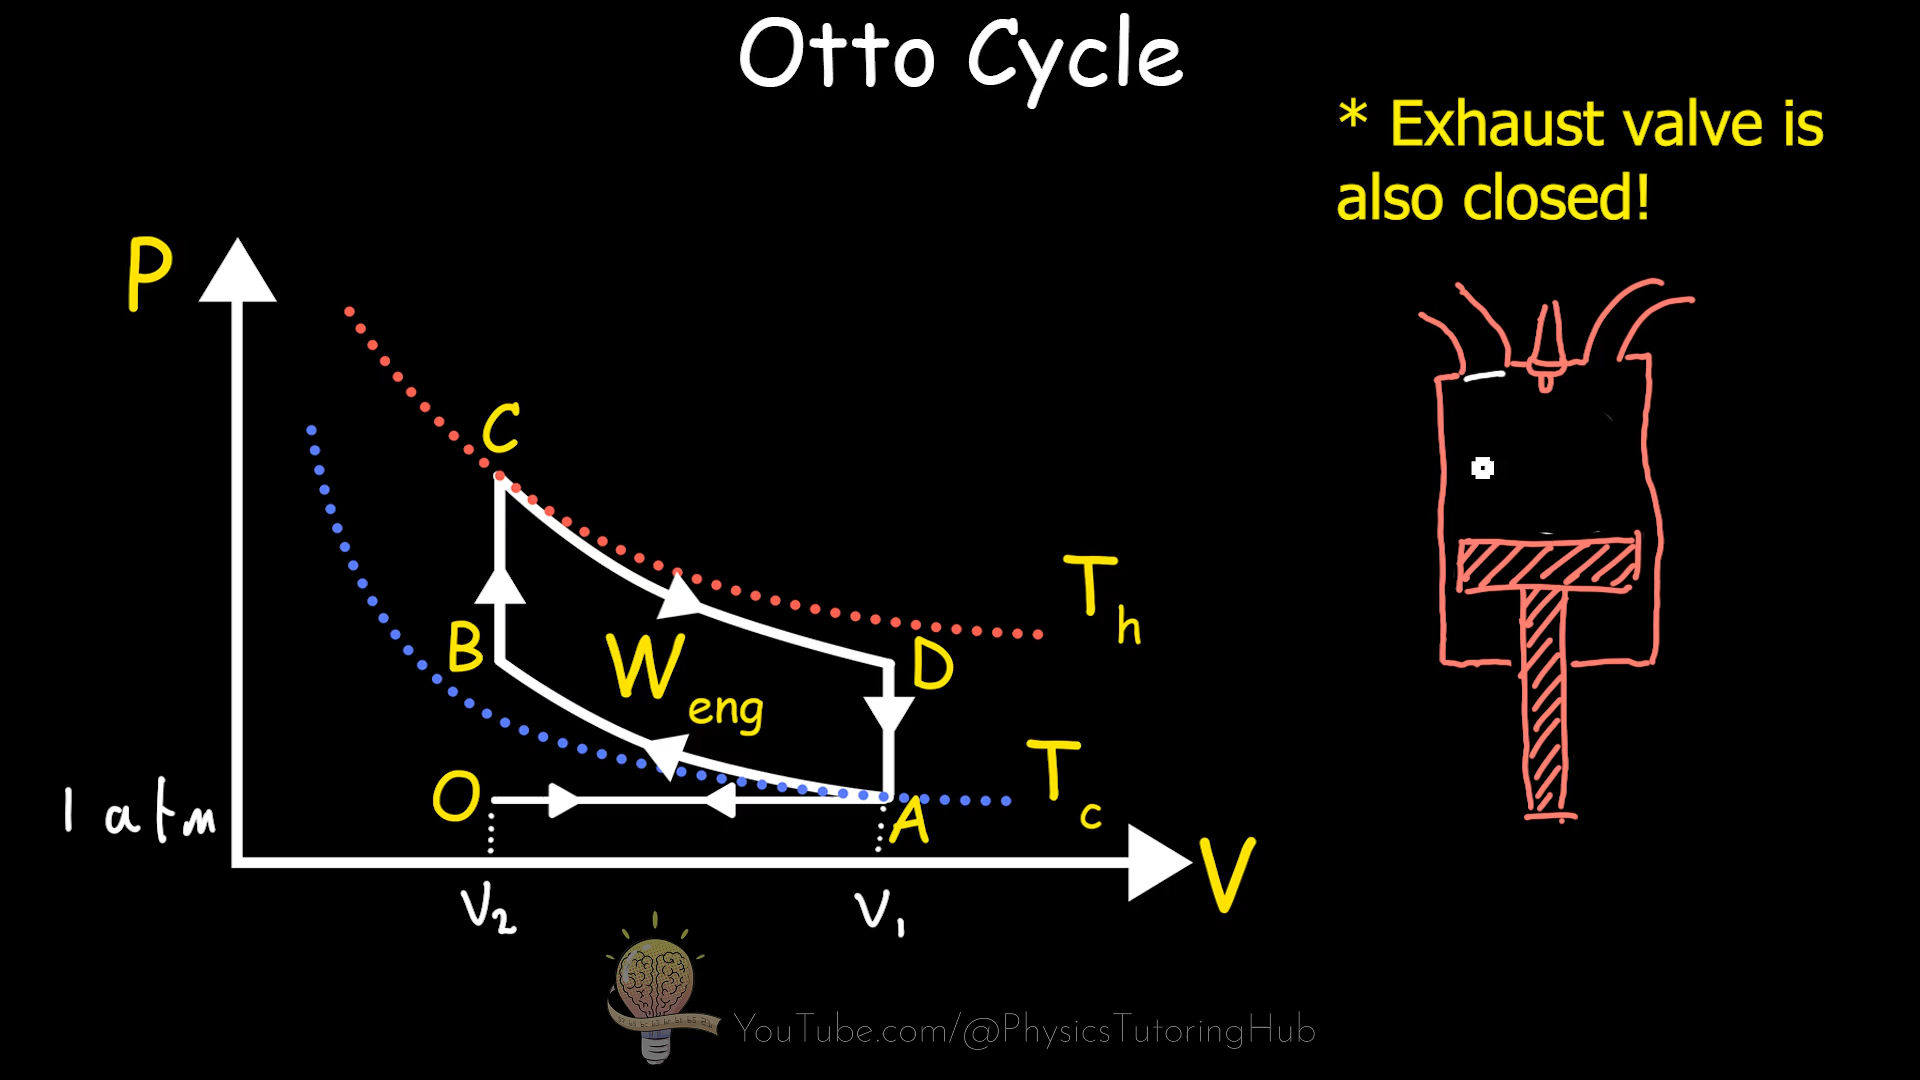 Otto Cycle
* Exhaust valve is
also closed!
P
C
T
h
B
W
eng
D
T
c
O
A
1 atm
V
V₂
V₁
YouTube.com/@PhysicsTutoringHub